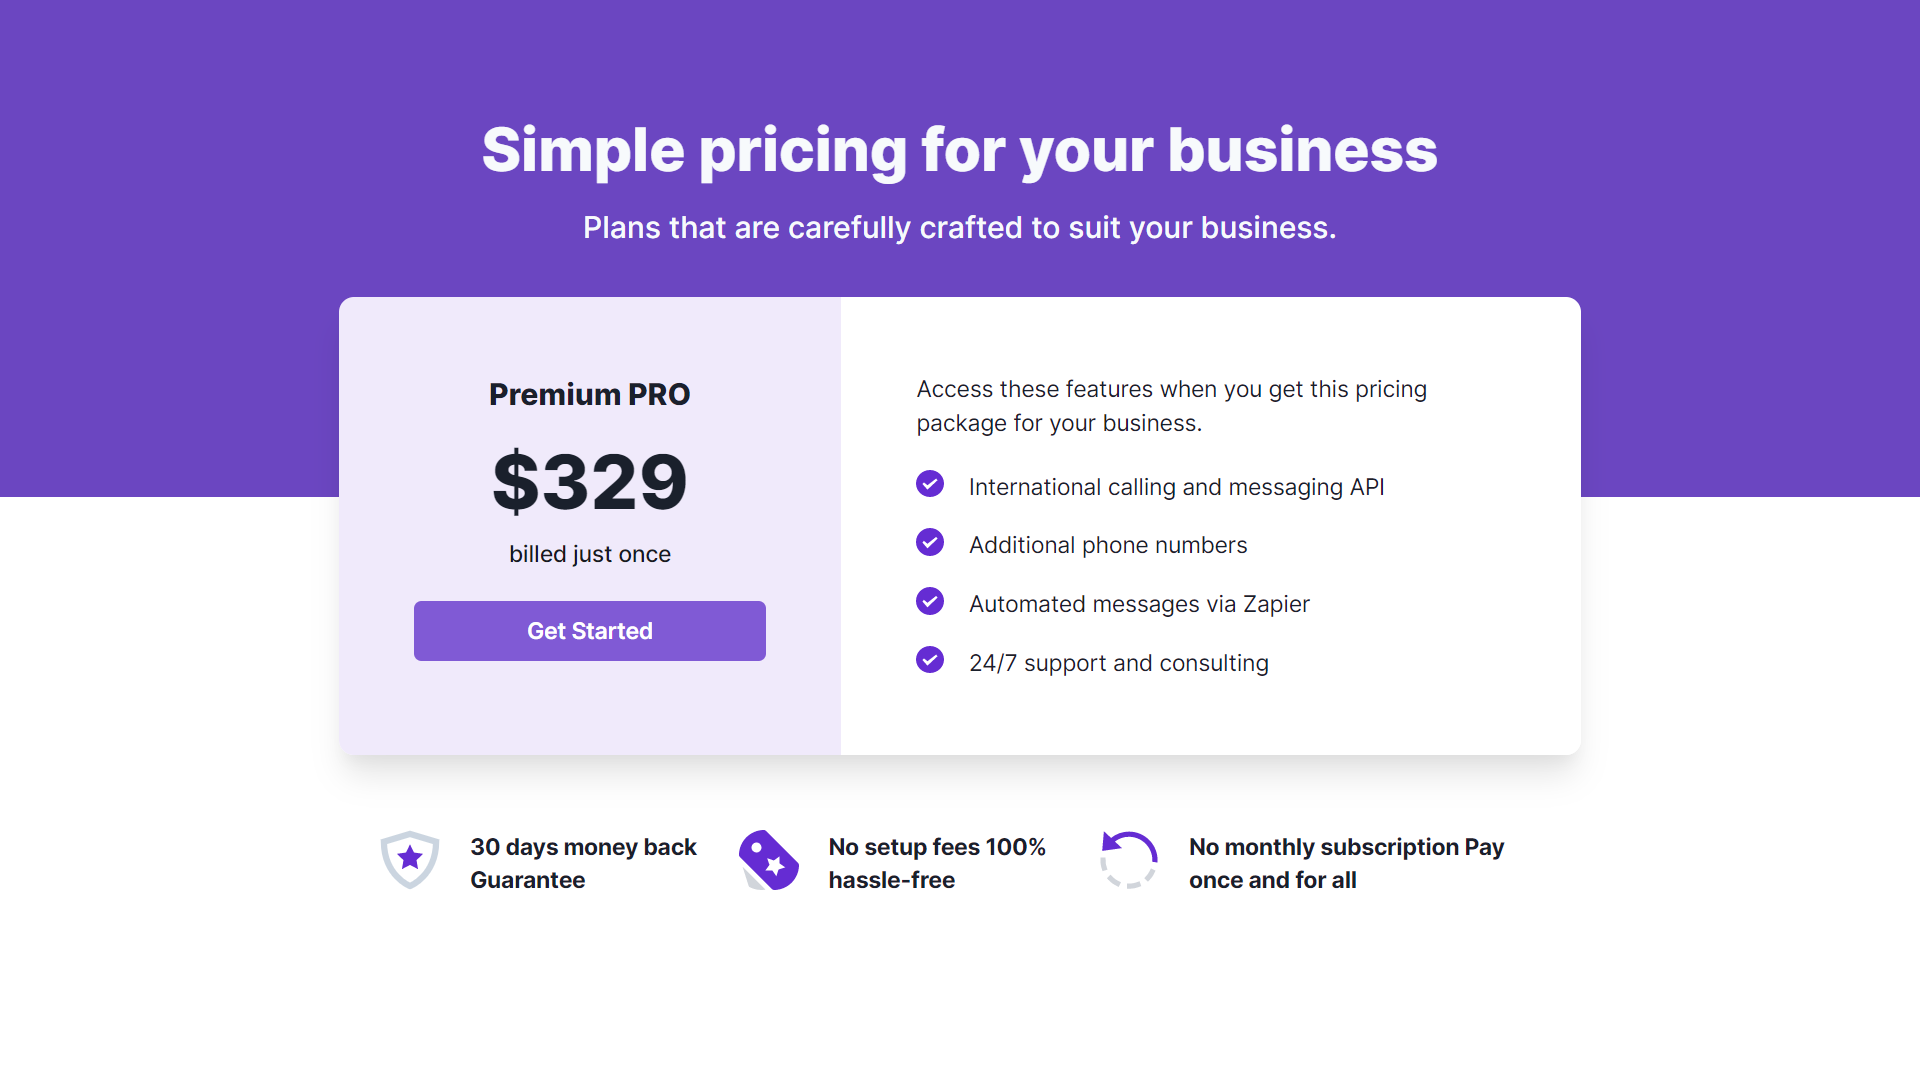 Simple pricing for your business
Plans that are carefully crafted to suit your business.
Premium PRO
$329
billed just once
Get Started
Access these features when you get this pricing
package for your business.
International calling and messaging API
Additional phone numbers
Automated messages via Zapier
24/7 support and consulting
30 days money back
Guarantee
No setup fees 100%
hassle-free
No monthly subscription Pay
once and for all